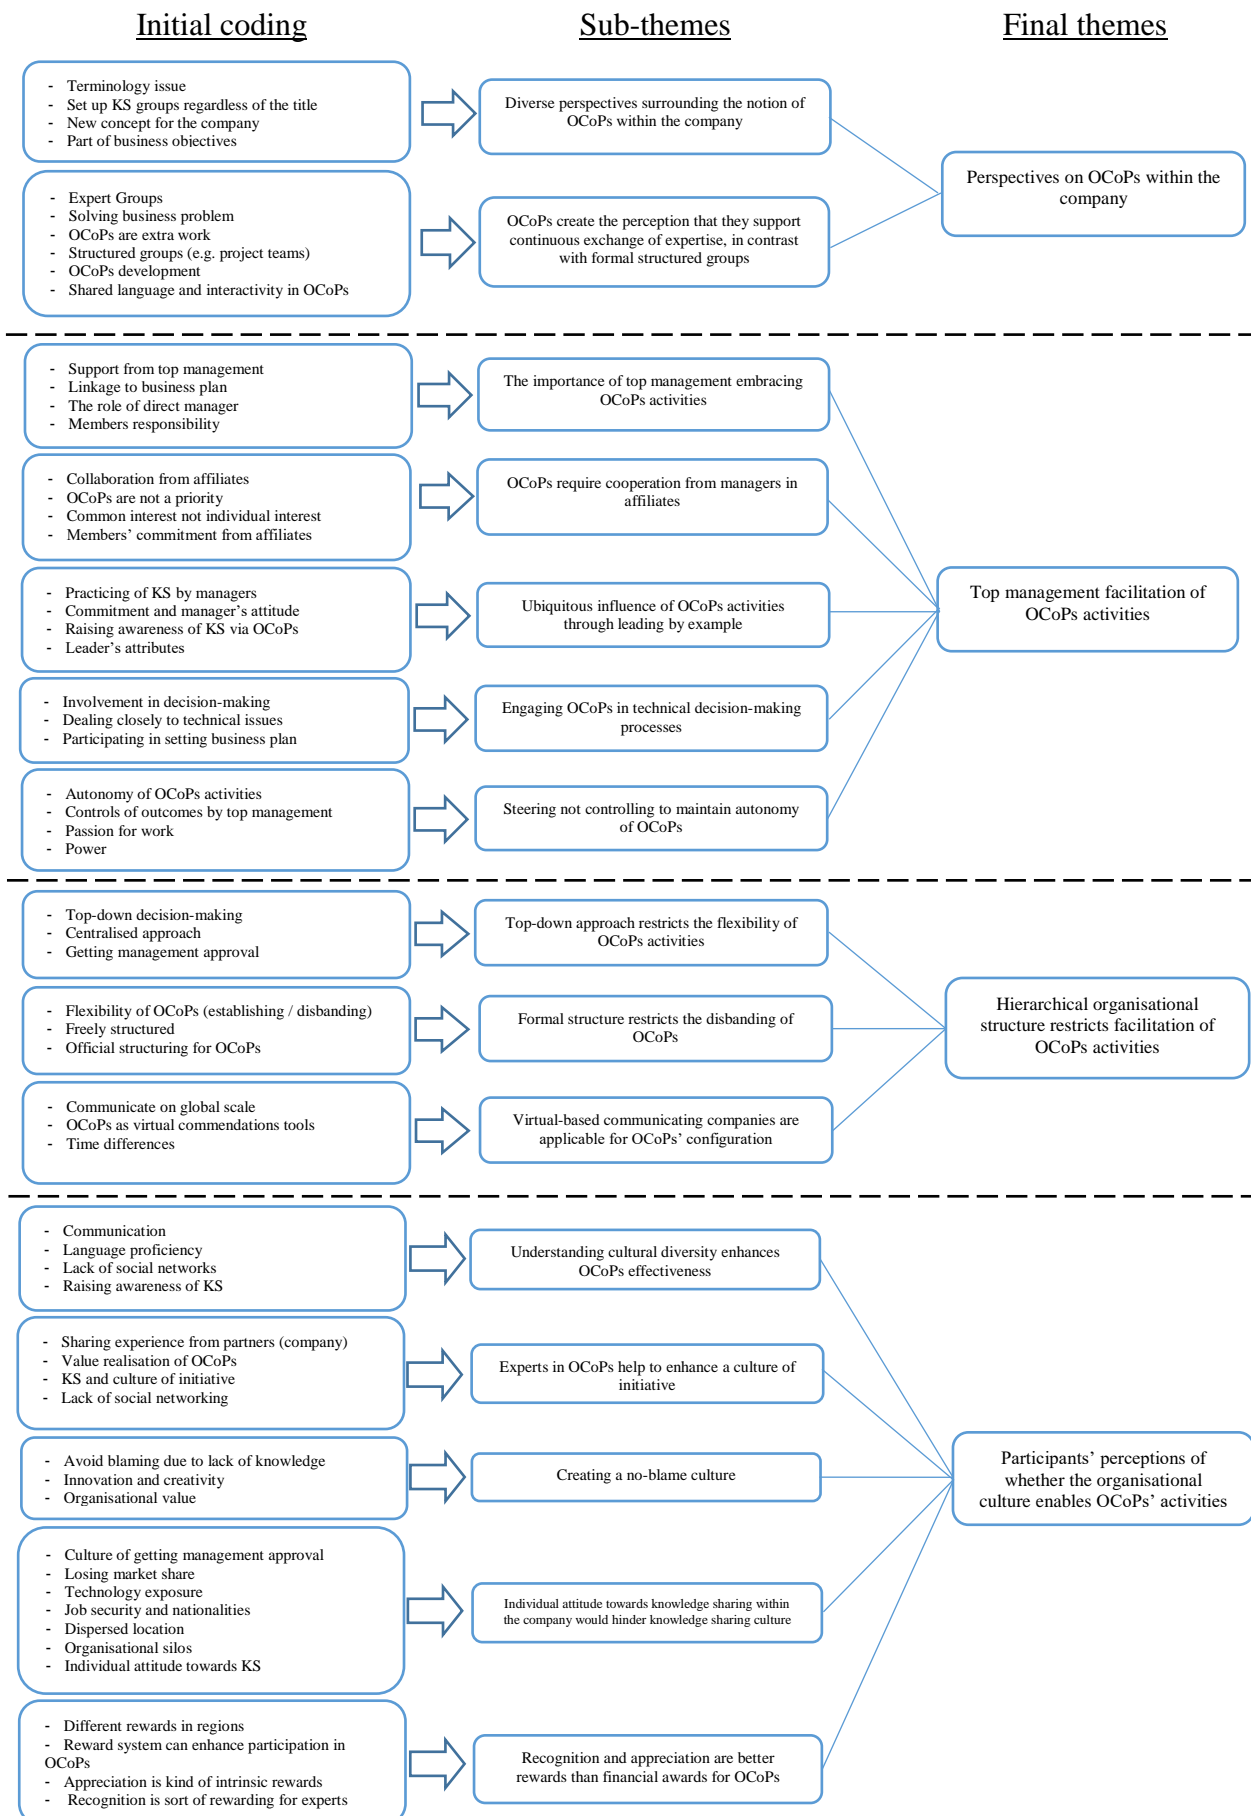 Initial coding
Sub-themes
Final themes
- Terminology issue
- Set up KS groups regardless of the title
- New concept for the company
- Part of business objectives
Diverse perspectives surrounding the notion of
OCoPs within the company
- Expert Groups
- Solving business problem
- OCoPs are extra work
- Structured groups (e.g. project teams)
- OCoPs development
- Shared language and interactivity in OCoPs
OCoPs create the perception that they support
continuous exchange of expertise, in contrast
with formal structured groups
Perspectives on OCoPs within the
company
- Support from top management
- Linkage to business plan
- The role of direct manager
- Members responsibility
The importance of top management embracing
OCoPs activities
- Collaboration from affiliates
- OCoPs are not a priority
- Common interest not individual interest
- Members’ commitment from affiliates
OCoPs require cooperation from managers in
affiliates
- Practicing of KS by managers
- Commitment and manager’s attitude
- Raising awareness of KS via OCoPs
- Leader’s attributes
Ubiquitous influence of OCoPs activities
through leading by example
Top management facilitation of
OCoPs activities
- Involvement in decision-making
- Dealing closely to technical issues
- Participating in setting business plan
Engaging OCoPs in technical decision-making
processes
- Autonomy of OCoPs activities
- Controls of outcomes by top management
- Passion for work
- Power
Steering not controlling to maintain autonomy
of OCoPs
- Top-down decision-making
- Centralised approach
- Getting management approval
Top-down approach restricts the flexibility of
OCoPs activities
- Flexibility of OCoPs (establishing / disbanding)
- Freely structured
- Official structuring for OCoPs
Formal structure restricts the disbanding of
OCoPs
Hierarchical organisational
structure restricts facilitation of
OCoPs activities
- Communicate on global scale
- OCoPs as virtual commendations tools
- Time differences
Virtual-based communicating companies are
applicable for OCoPs’ configuration
- Communication
- Language proficiency
- Lack of social networks
- Raising awareness of KS
Understanding cultural diversity enhances
OCoPs effectiveness
- Sharing experience from partners (company)
- Value realisation of OCoPs
- KS and culture of initiative
- Lack of social networking
Experts in OCoPs help to enhance a culture of
initiative
- Avoid blaming due to lack of knowledge
- Innovation and creativity
- Organisational value
Creating a no-blame culture
Participants’ perceptions of
whether the organisational
culture enables OCoPs’ activities
- Culture of getting management approval
- Losing market share
- Technology exposure
- Job security and nationalities
- Dispersed location
- Organisational silos
- Individual attitude towards KS
Individual attitude towards knowledge sharing within
the company would hinder knowledge sharing culture
- Different rewards in regions
- Reward system can enhance participation in
OCoPs
- Appreciation is kind of intrinsic rewards
- Recognition is sort of rewarding for experts
Recognition and appreciation are better
rewards than financial awards for OCoPs